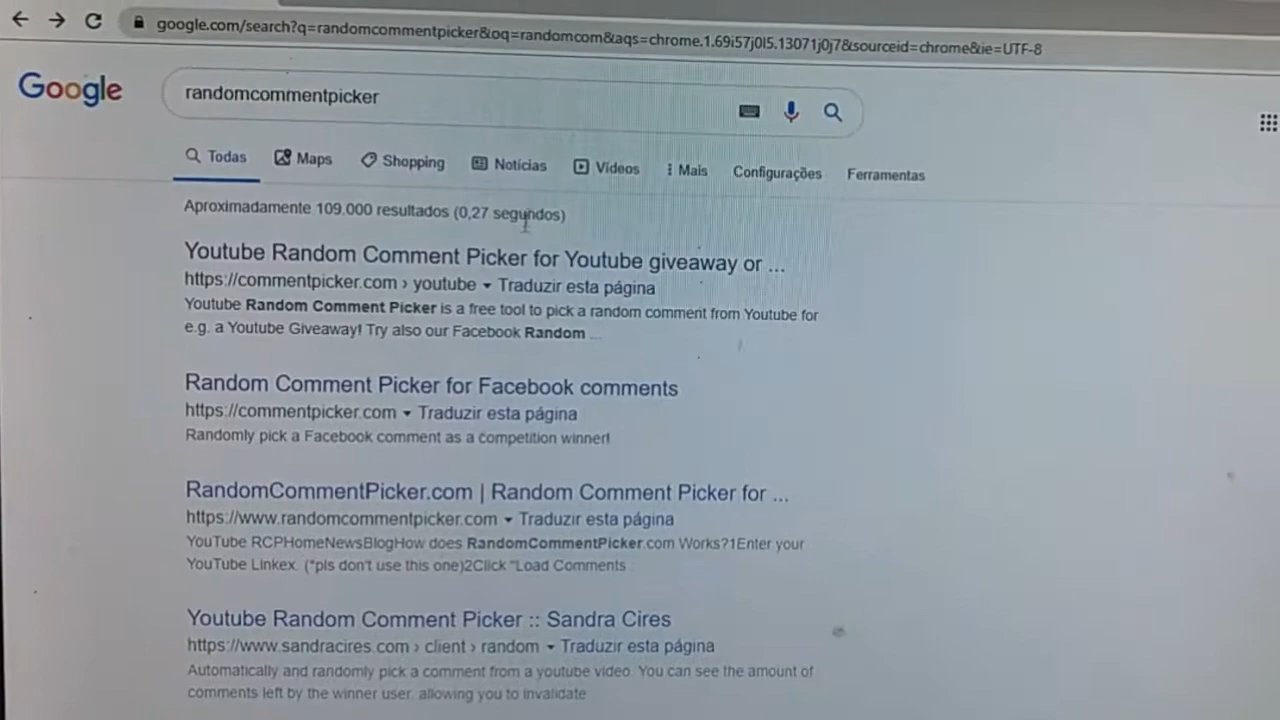 google.com/search?q=randomcommentpicker&oq=randomcom&aqs=chrome.1.69i57j0l5.13071j0j7&sourceid=chrome&ie=UTF-8
Google
randomcommentpicker
Todas Maps Shopping Notícias Vídeos Mais Configurações Ferramentas
Aproximadamente 109.000 resultados (0,27 segundos)
Youtube Random Comment Picker for Youtube giveaway or ...
https://commentpicker.com › youtube Traduzir esta página
Youtube Random Comment Picker is a free tool to pick a random comment from Youtube for
e.g. a Youtube Giveaway! Try also our Facebook Random ...
Random Comment Picker for Facebook comments
https://commentpicker.com Traduzir esta página
Randomly pick a Facebook comment as a competition winner!
RandomCommentPicker.com | Random Comment Picker for ...
https://www.randomcommentpicker.com Traduzir esta página
YouTube RCPHomeNewsBlogHow does RandomCommentPicker.com Works?1Enter your
YouTube Linkex. (*pls don't use this one)2Click "Load Comments
Youtube Random Comment Picker :: Sandra Cires
https://www.sandracires.com › client › random Traduzir esta página
Automatically and randomly pick a comment from a youtube video. You can see the amount of
comments left by the winner user, allowing you to invalidate